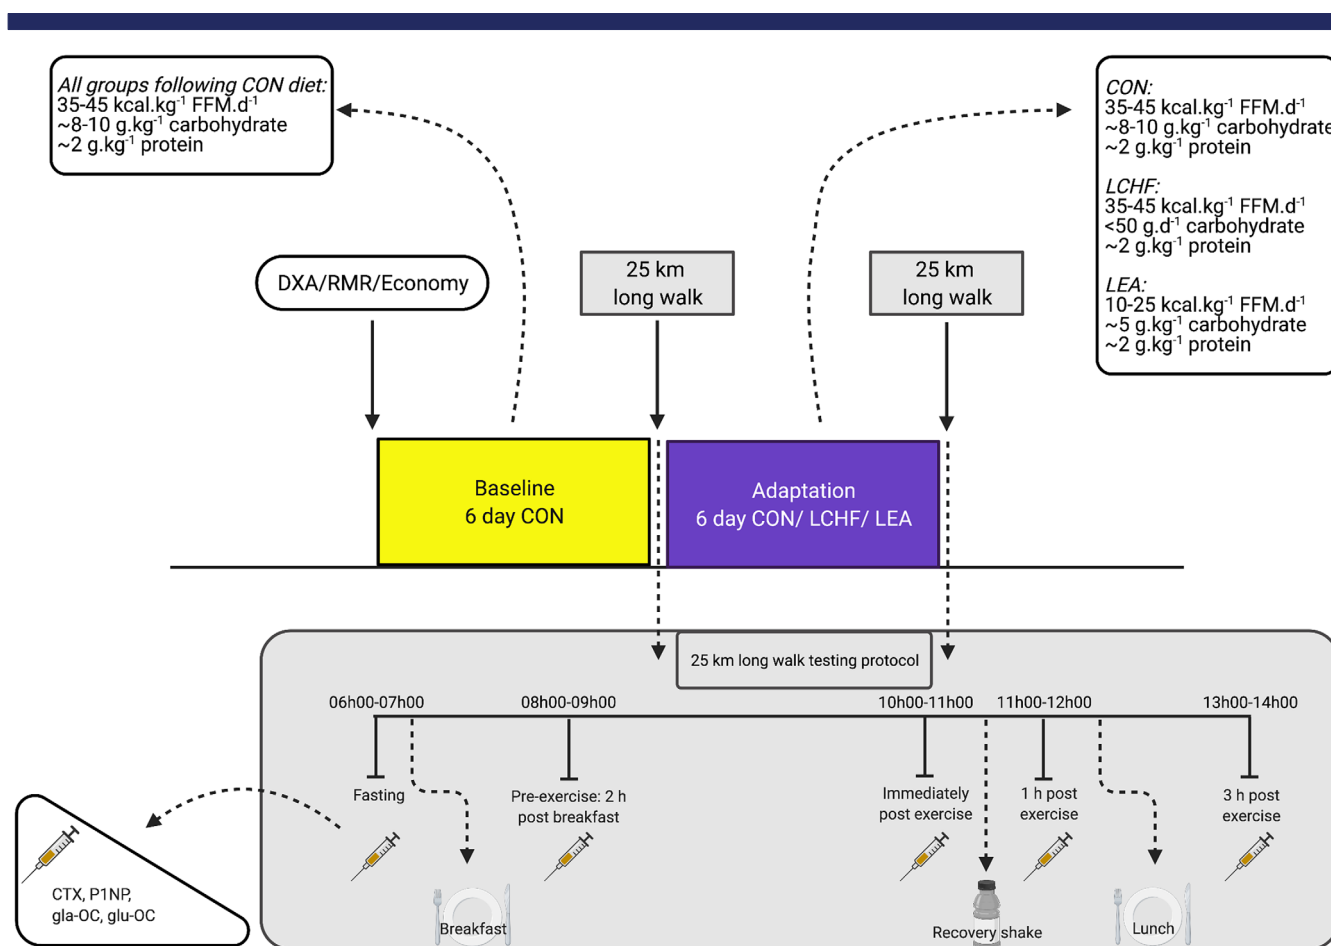 All groups following CON diet:
35-45 kcal.kg⁻¹ FFM.d⁻¹
~8-10 g.kg⁻¹ carbohydrate
~2 g.kg⁻¹ protein
CON:
35-45 kcal.kg⁻¹ FFM.d⁻¹
~8-10 g.kg⁻¹ carbohydrate
~2 g.kg⁻¹ protein
LCHF:
35-45 kcal.kg⁻¹ FFM.d⁻¹
<50 g.d⁻¹ carbohydrate
~2 g.kg⁻¹ protein
LEA:
10-25 kcal.kg⁻¹ FFM.d⁻¹
~5 g.kg⁻¹ carbohydrate
~2 g.kg⁻¹ protein
DXA/RMR/Economy
25 km
long walk
25 km
long walk
Baseline
6 day CON
Adaptation
6 day CON/ LCHF/ LEA
25 km long walk testing protocol
06h00-07h00
08h00-09h00
10h00-11h00
11h00-12h00
13h00-14h00
Fasting
Pre-exercise: 2 h
post breakfast
Immediately
post exercise
1 h post
exercise
3 h post
exercise
CTX, P1NP,
gla-OC, glu-OC
Breakfast
Recovery shake
Lunch